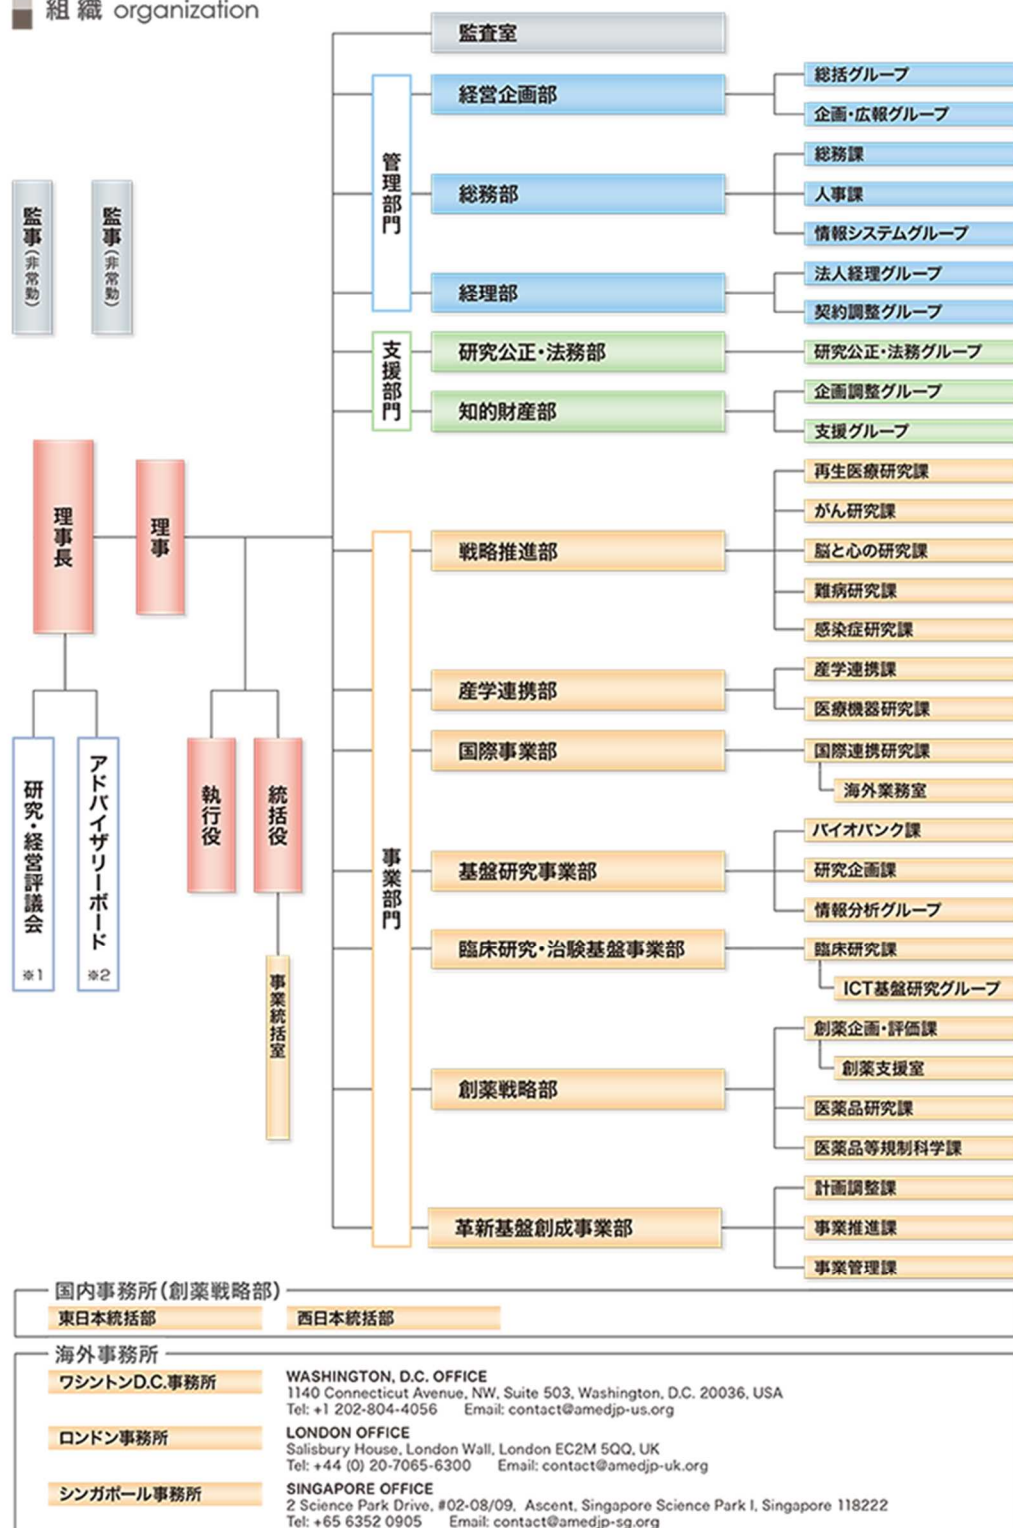 組織 organization
監査室
管理部門
経営企画部
総括グループ
企画・広報グループ
総務部
総務課
人事課
情報システムグループ
経理部
法人経理グループ
契約調整グループ
監事(非常勤)
監事(非常勤)
支援部門
研究公正・法務部
研究公正・法務グループ
知的財産部
企画調整グループ
支援グループ
理事長
理事
研究・経営評議会 ※1
アドバイザリーボード ※2
執行役
統括役
事業統括室
事業部門
戦略推進部
再生医療研究課
がん研究課
脳と心の研究課
難病研究課
感染症研究課
産学連携部
産学連携課
医療機器研究課
国際事業部
国際連携研究課
海外業務室
基盤研究事業部
バイオバンク課
研究企画課
情報分析グループ
臨床研究・治験基盤事業部
臨床研究課
ICT基盤研究グループ
創薬戦略部
創薬企画・評価課
創薬支援室
医薬品研究課
医薬品等規制科学課
革新基盤創成事業部
計画調整課
事業推進課
事業管理課
国内事務所(創薬戦略部)
東日本統括部
西日本統括部
海外事務所
ワシントンD.C.事務所
WASHINGTON, D.C. OFFICE
1140 Connecticut Avenue, NW, Suite 503, Washington, D.C. 20036, USA
Tel: +1 202-804-4056 Email: contact@amedjp-us.org
ロンドン事務所
LONDON OFFICE
Salisbury House, London Wall, London EC2M 5QQ, UK
Tel: +44 (0) 20-7065-6300 Email: contact@amedjp-uk.org
シンガポール事務所
SINGAPORE OFFICE
2 Science Park Drive, #02-08/09, Ascent, Singapore Science Park I, Singapore 118222
Tel: +65 6352 0905 Email: contact@amedjp-sg.org